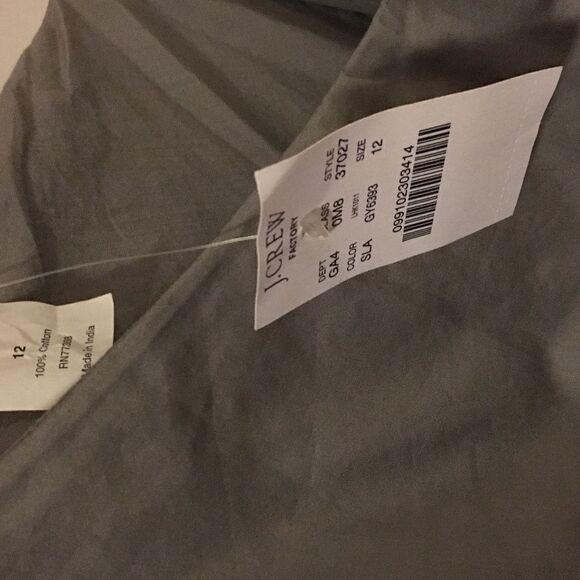 J.CREW
FACTORY
DEPT CLASS STYLE
GA4 0M8 37027
COLOR LHK1011 SIZE
SLA GY6393 12
099102303414
12
100% Cotton
Made in India